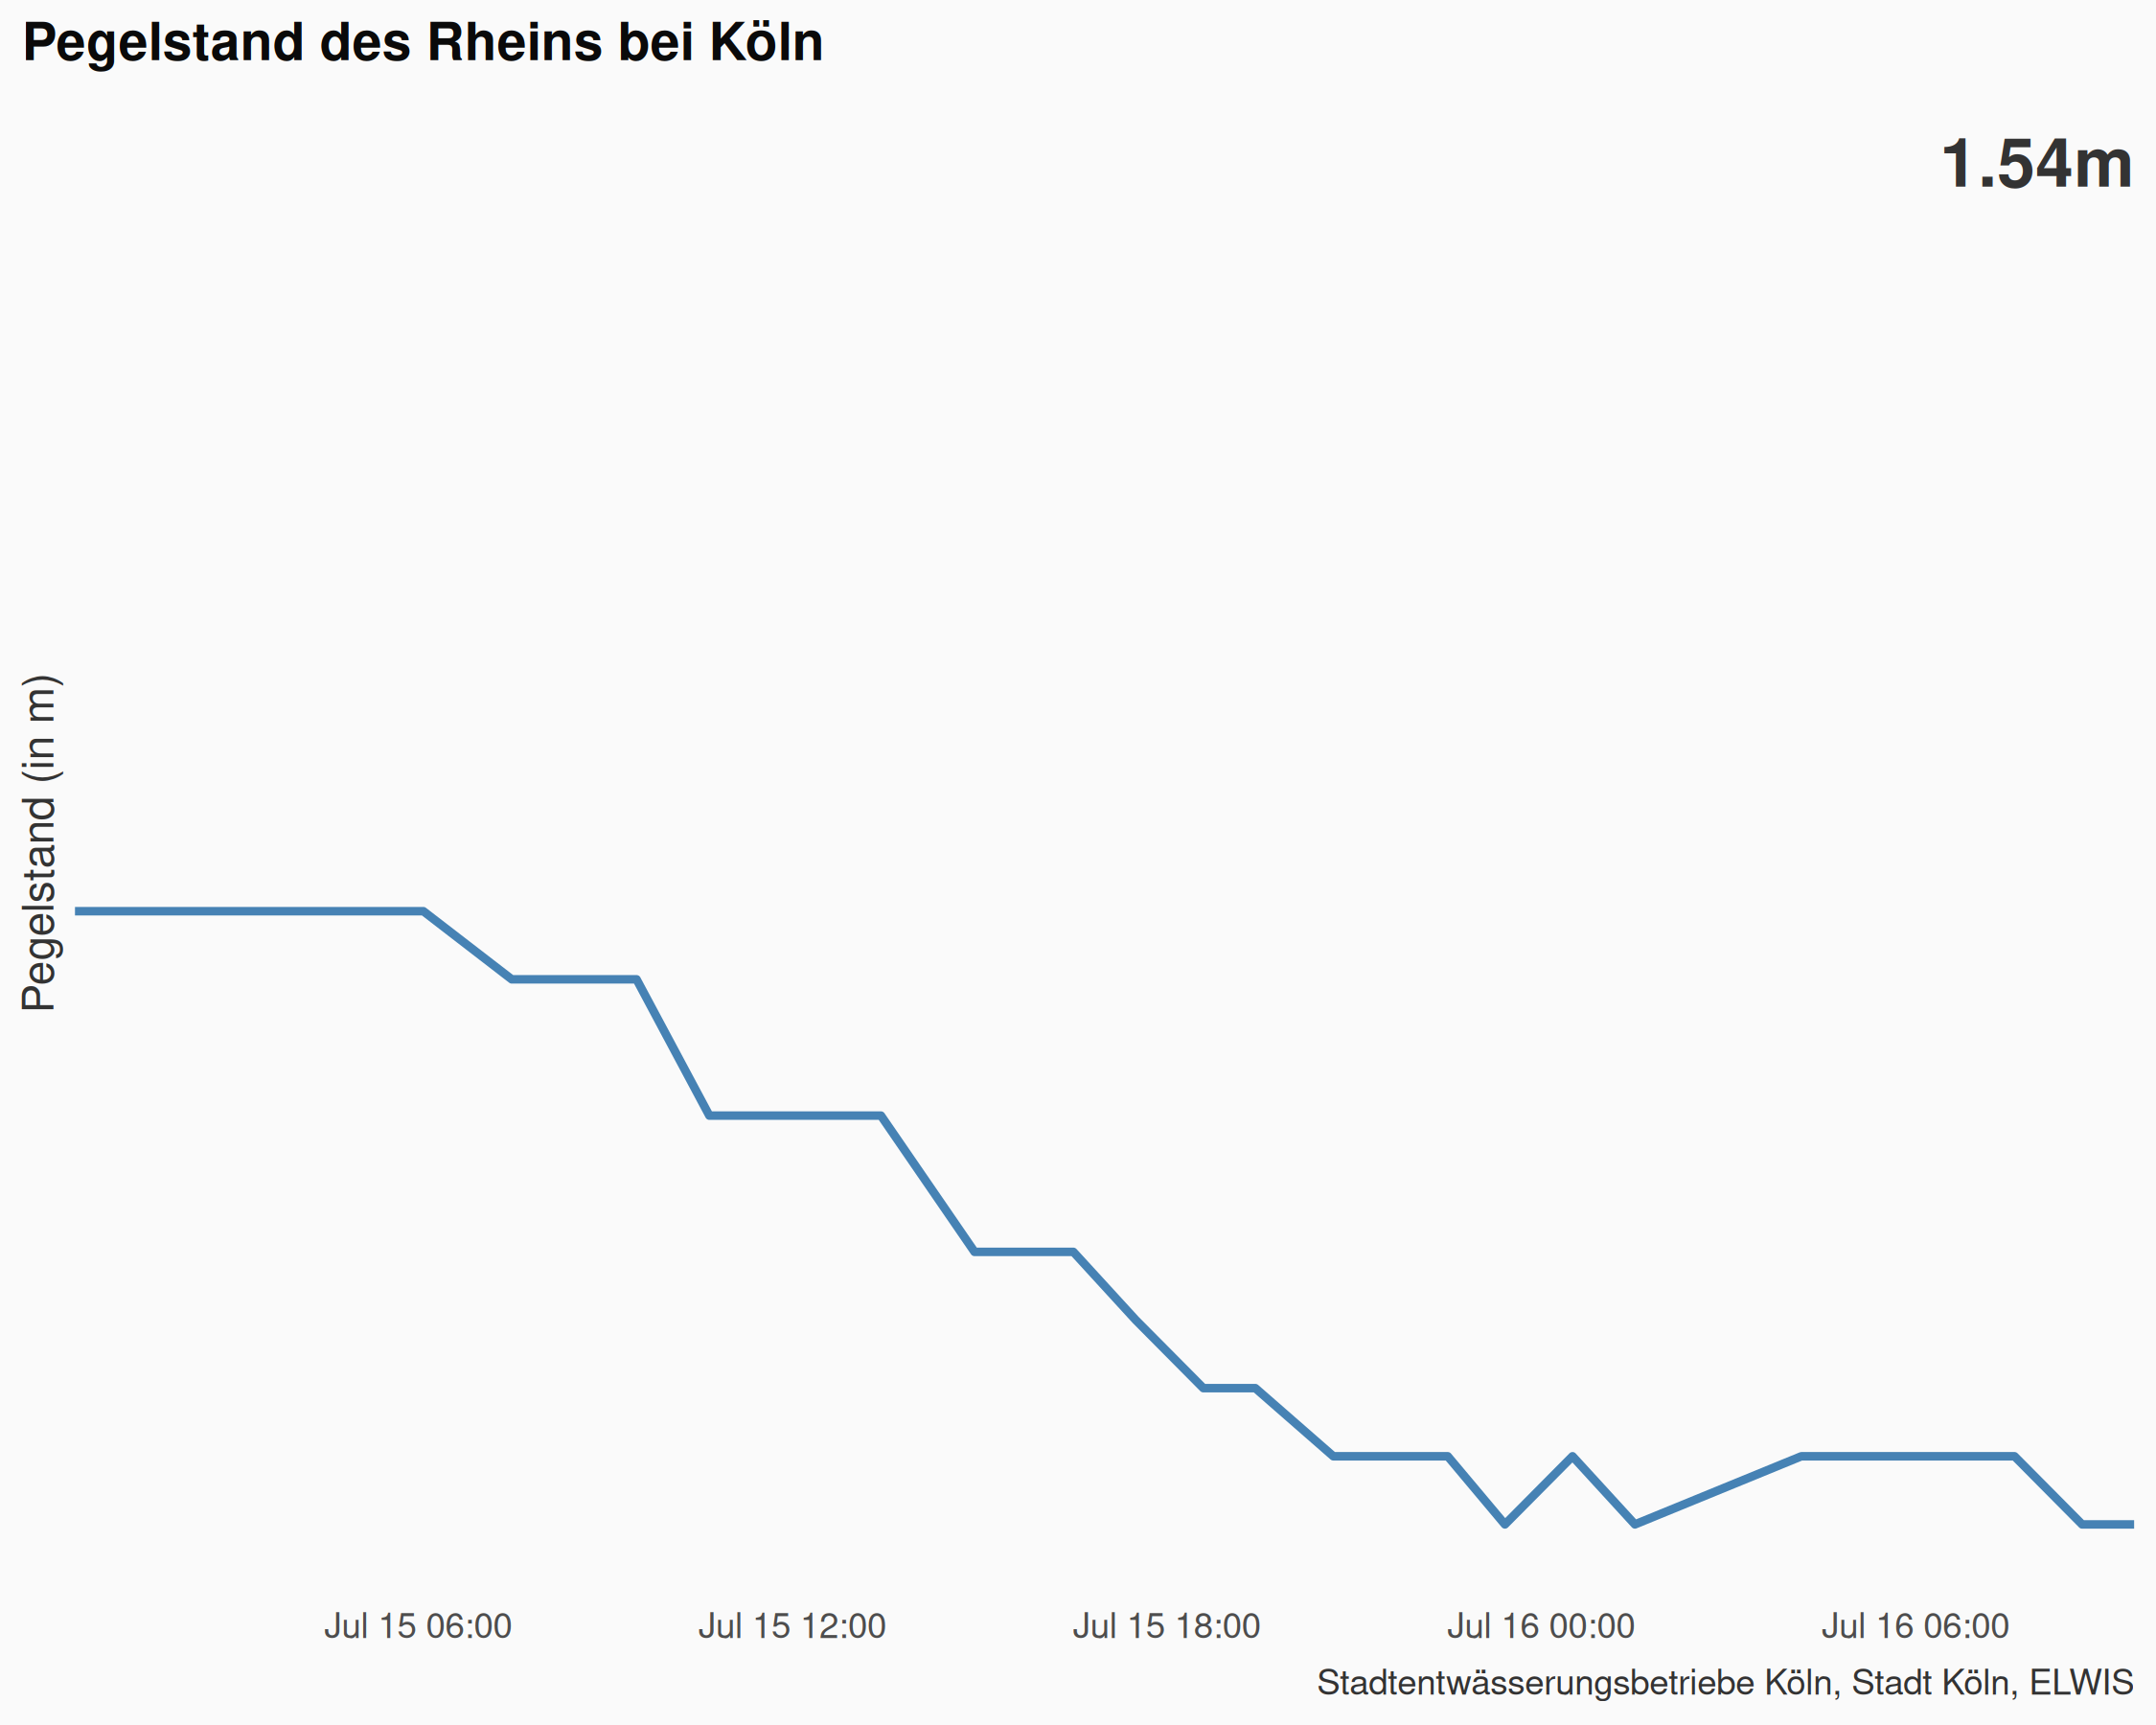 Pegelstand des Rheins bei Köln
1.54m
Pegelstand (in m)
Jul 15 06:00 Jul 15 12:00 Jul 15 18:00 Jul 16 00:00 Jul 16 06:00
Stadtentwässerungsbetriebe Köln, Stadt Köln, ELWIS